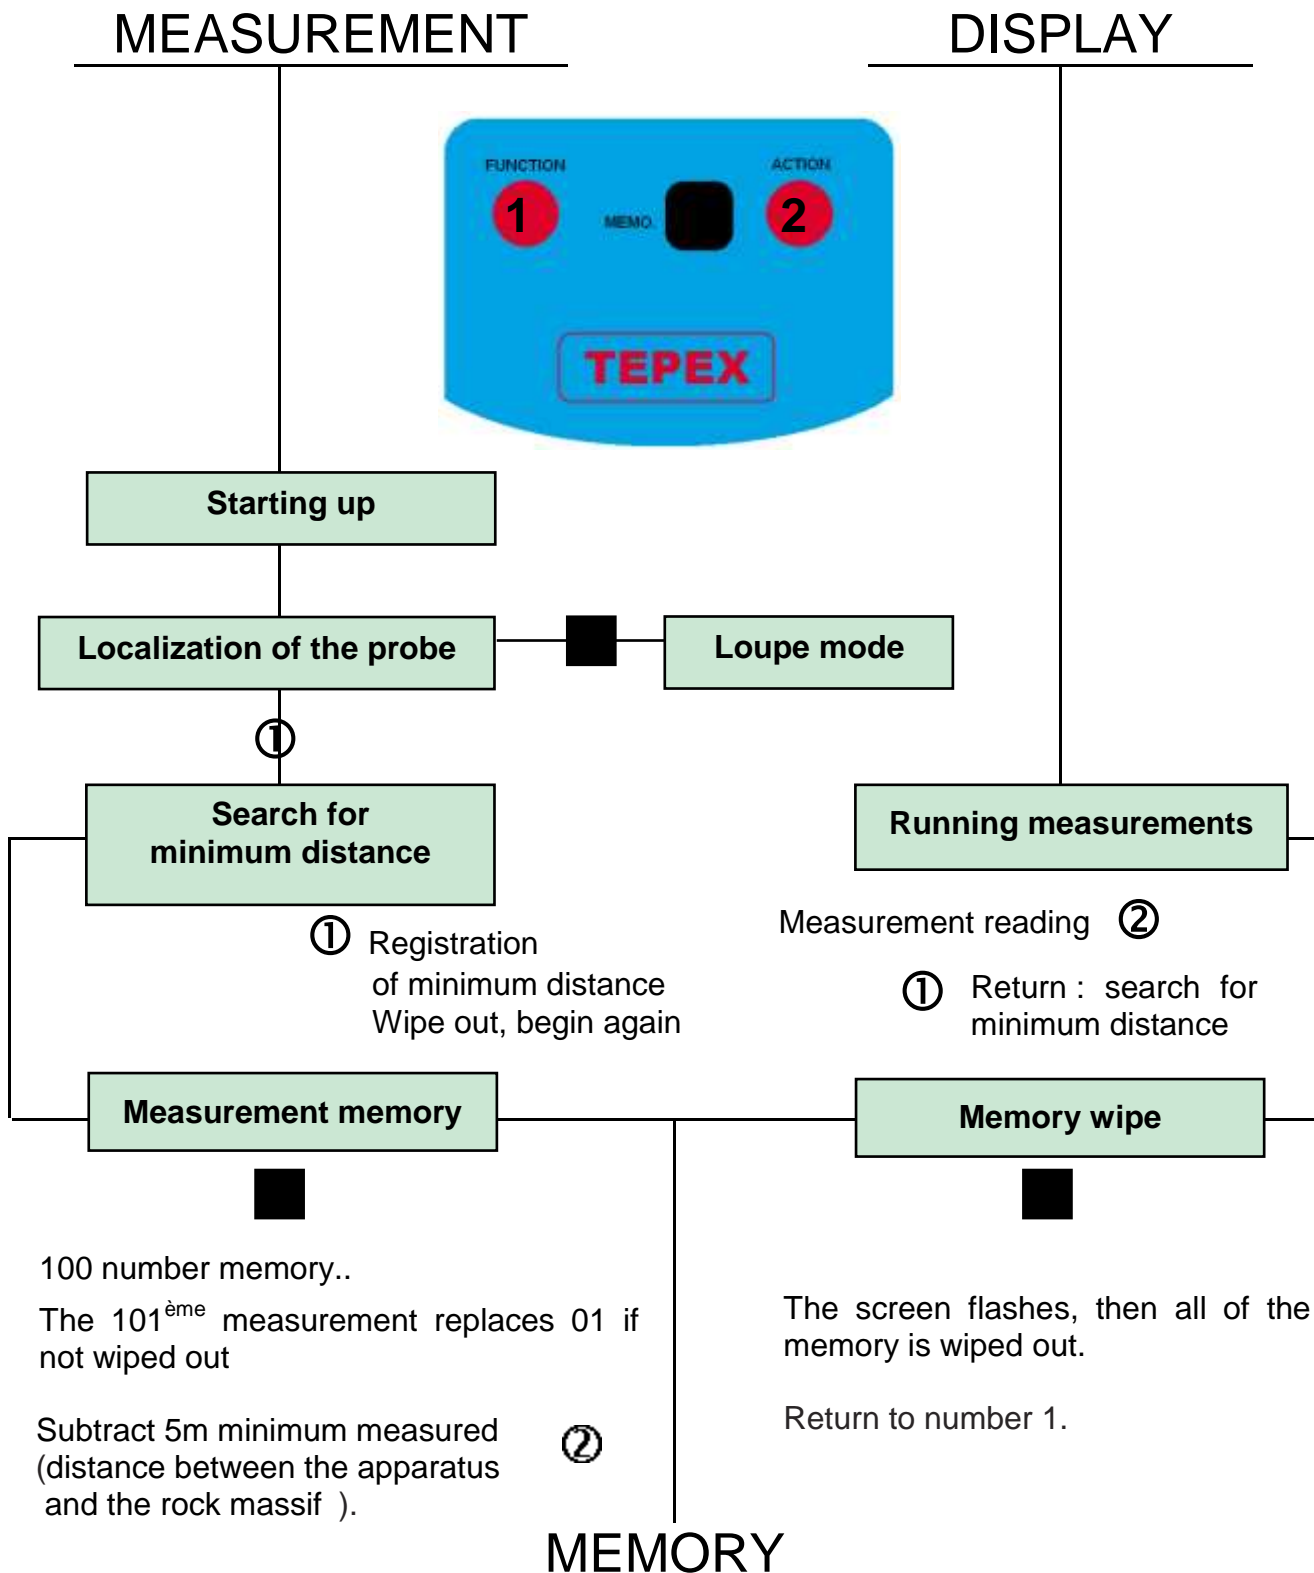 MEASUREMENT
DISPLAY
FUNCTION
ACTION
1
MEMO.
2
TEPEX
Starting up
Localization of the probe
Loupe mode
①
Search for
minimum distance
Running measurements
① Registration
of minimum distance
Wipe out, begin again
Measurement reading ②
① Return : search for
minimum distance
Measurement memory
Memory wipe
100 number memory..
The 101ème measurement replaces 01 if
not wiped out
Subtract 5m minimum measured ②
(distance between the apparatus
and the rock massif ).
The screen flashes, then all of the
memory is wiped out.
Return to number 1.
MEMORY